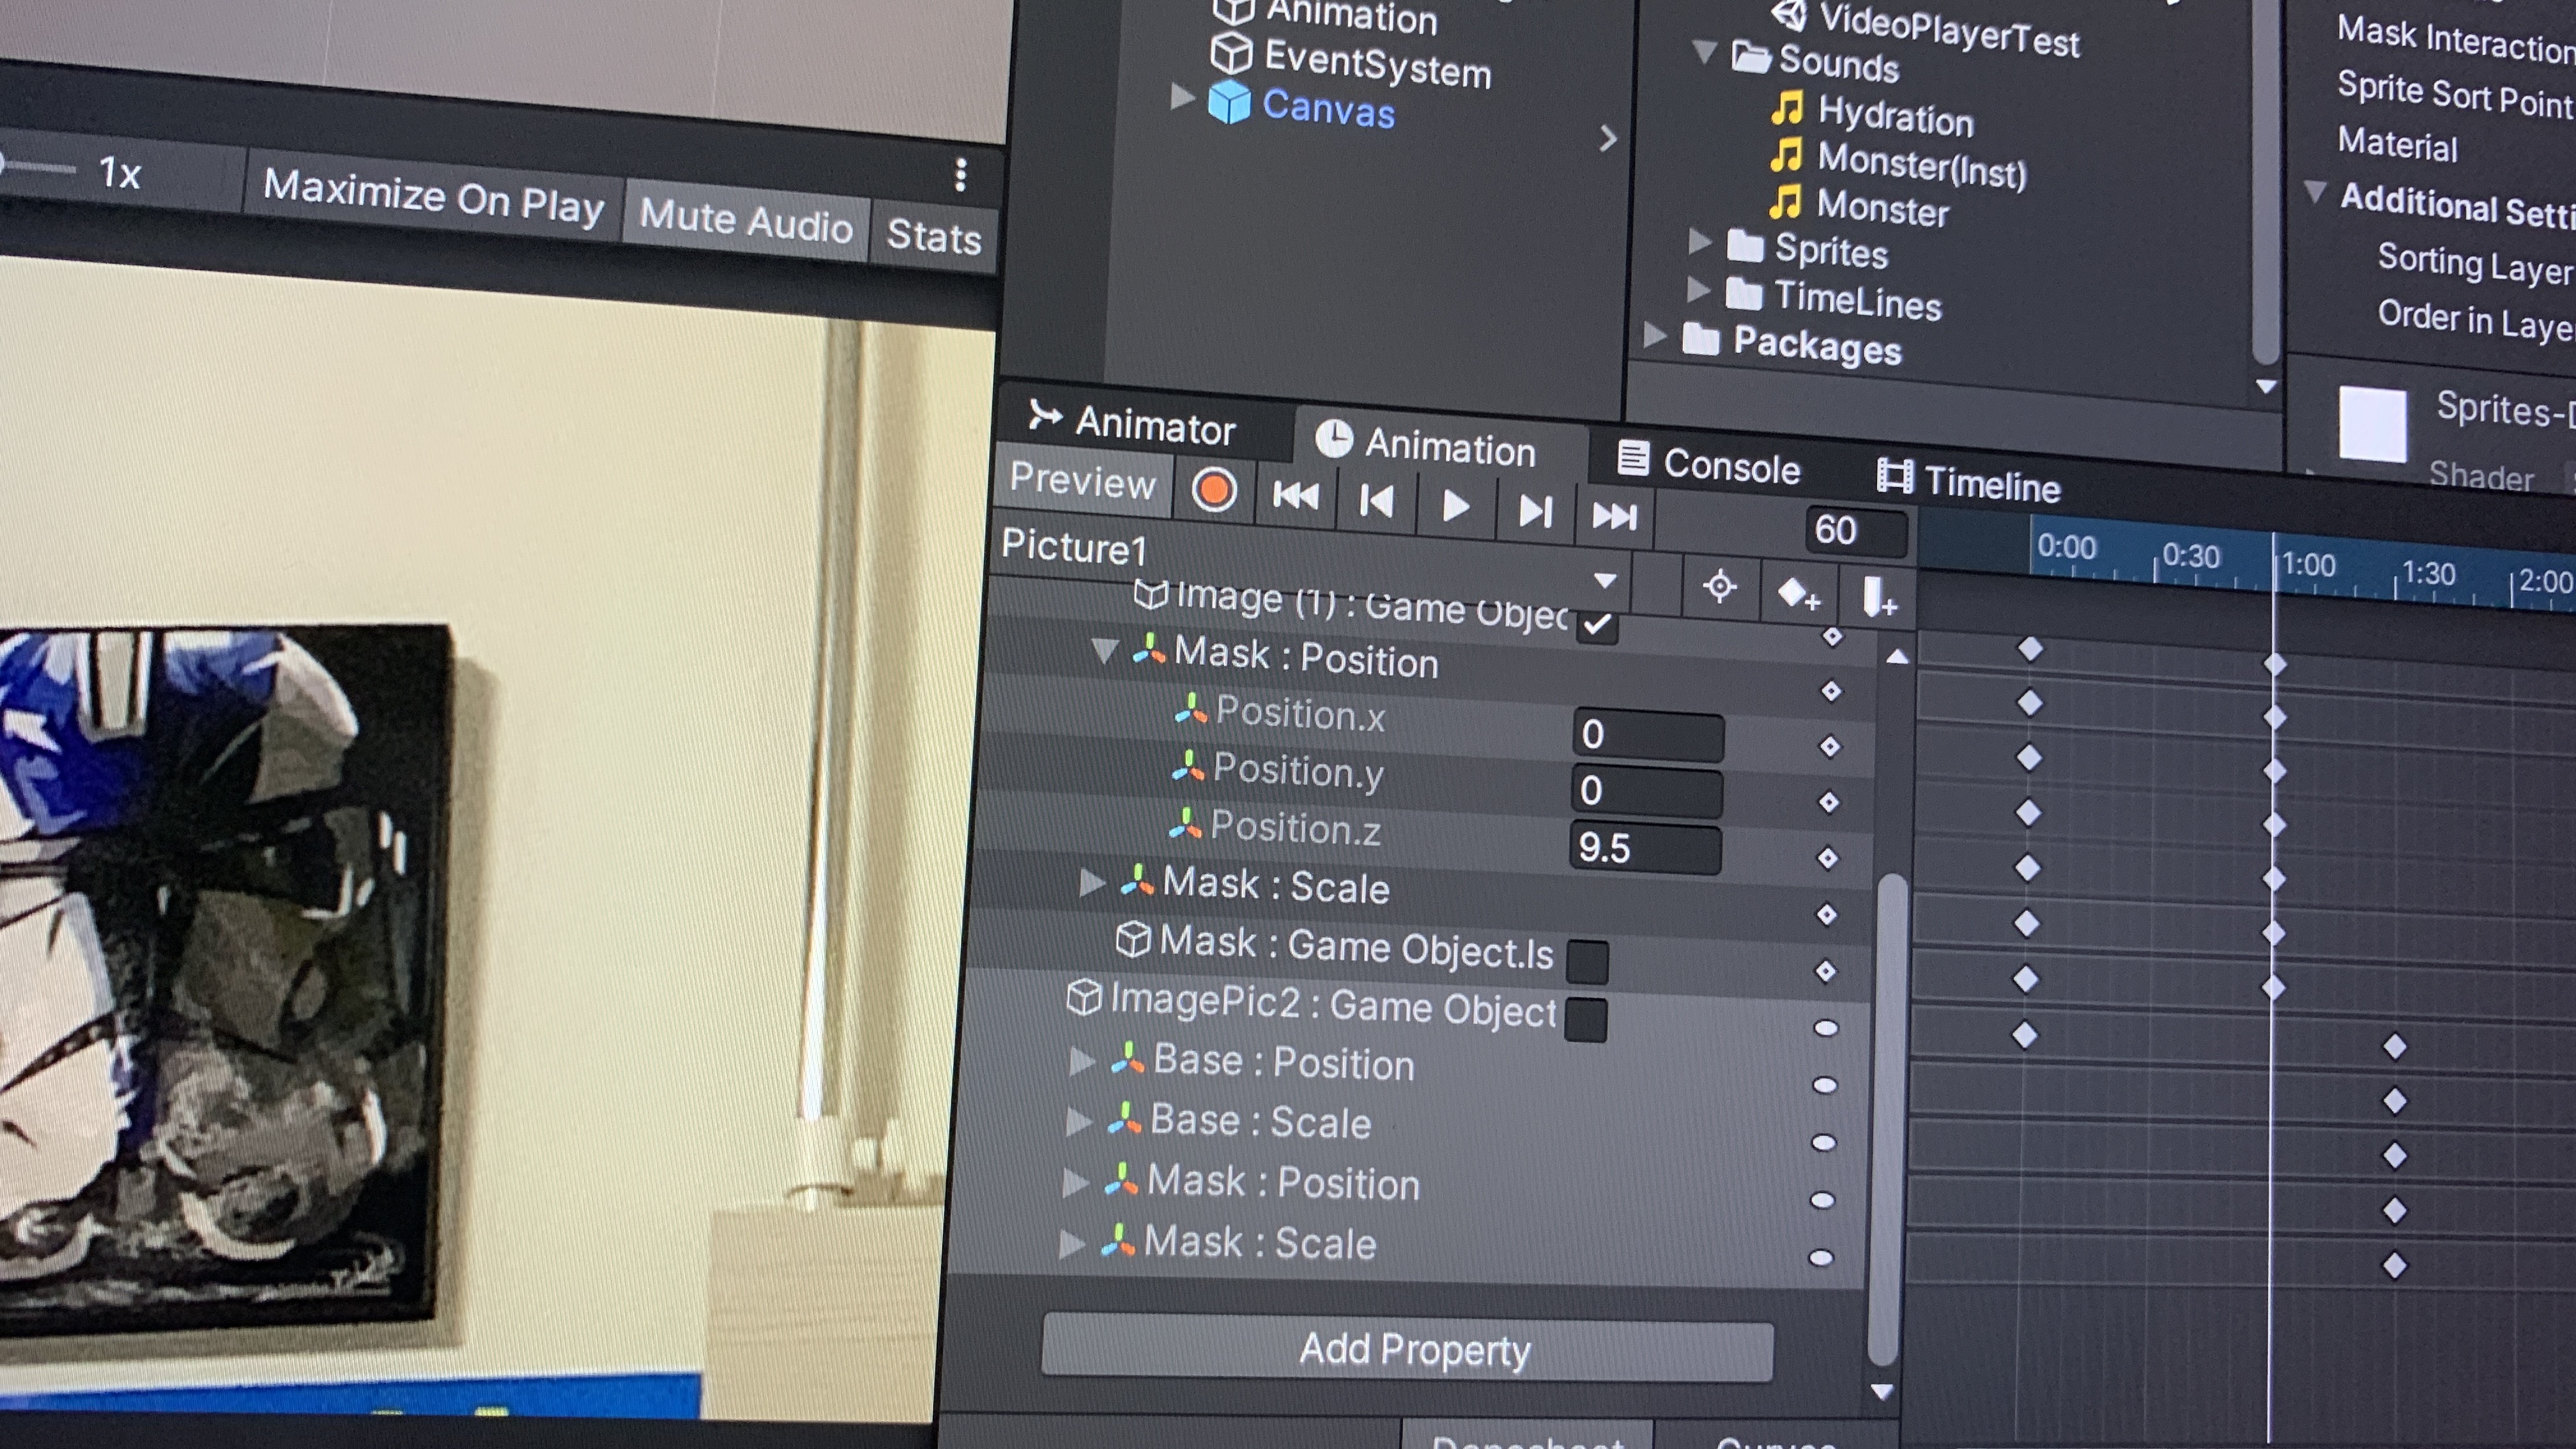 Animation
EventSystem
Canvas
VideoPlayerTest
Sounds
Hydration
Monster(Inst)
Monster
Sprites
TimeLines
Packages
Mask Interaction
Sprite Sort Point
Material
Additional Setti
Sorting Layer
Order in Laye
Sprites-D
Shader
1x
Maximize On Play
Mute Audio
Stats
Animator
Animation
Console
Timeline
Preview
60
0:00
0:30
1:00
1:30
2:00
Picture1
Image (1) : Game Objec
Mask : Position
Position.x
0
Position.y
0
Position.z
9.5
Mask : Scale
Mask : Game Object.Is
ImagePic2 : Game Object
Base : Position
Base : Scale
Mask : Position
Mask : Scale
Add Property